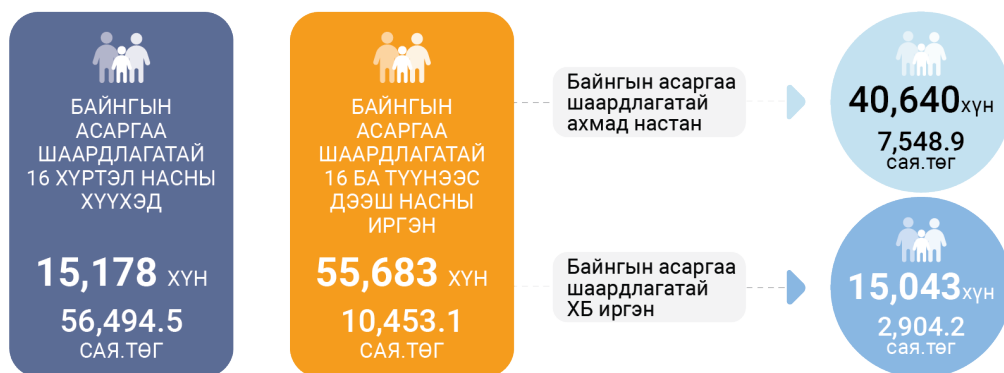 БАЙНГЫН
АСАРГАА
ШААРДЛАГАТАЙ
16 ХҮРТЭЛ НАСНЫ
ХҮҮХЭД
15,178 ХҮН
56,494.5
САЯ.ТӨГ
БАЙНГЫН
АСАРГАА
ШААРДЛАГАТАЙ
16 БА ТҮҮНЭЭС
ДЭЭШ НАСНЫ
ИРГЭН
55,683 ХҮН
10,453.1
САЯ.ТӨГ
Байнгын асаргаа
шаардлагатай
ахмад настан
40,640хүн
7,548.9
сая.төг
Байнгын асаргаа
шаардлагатай
ХБ иргэн
15,043хүн
2,904.2
сая.төг